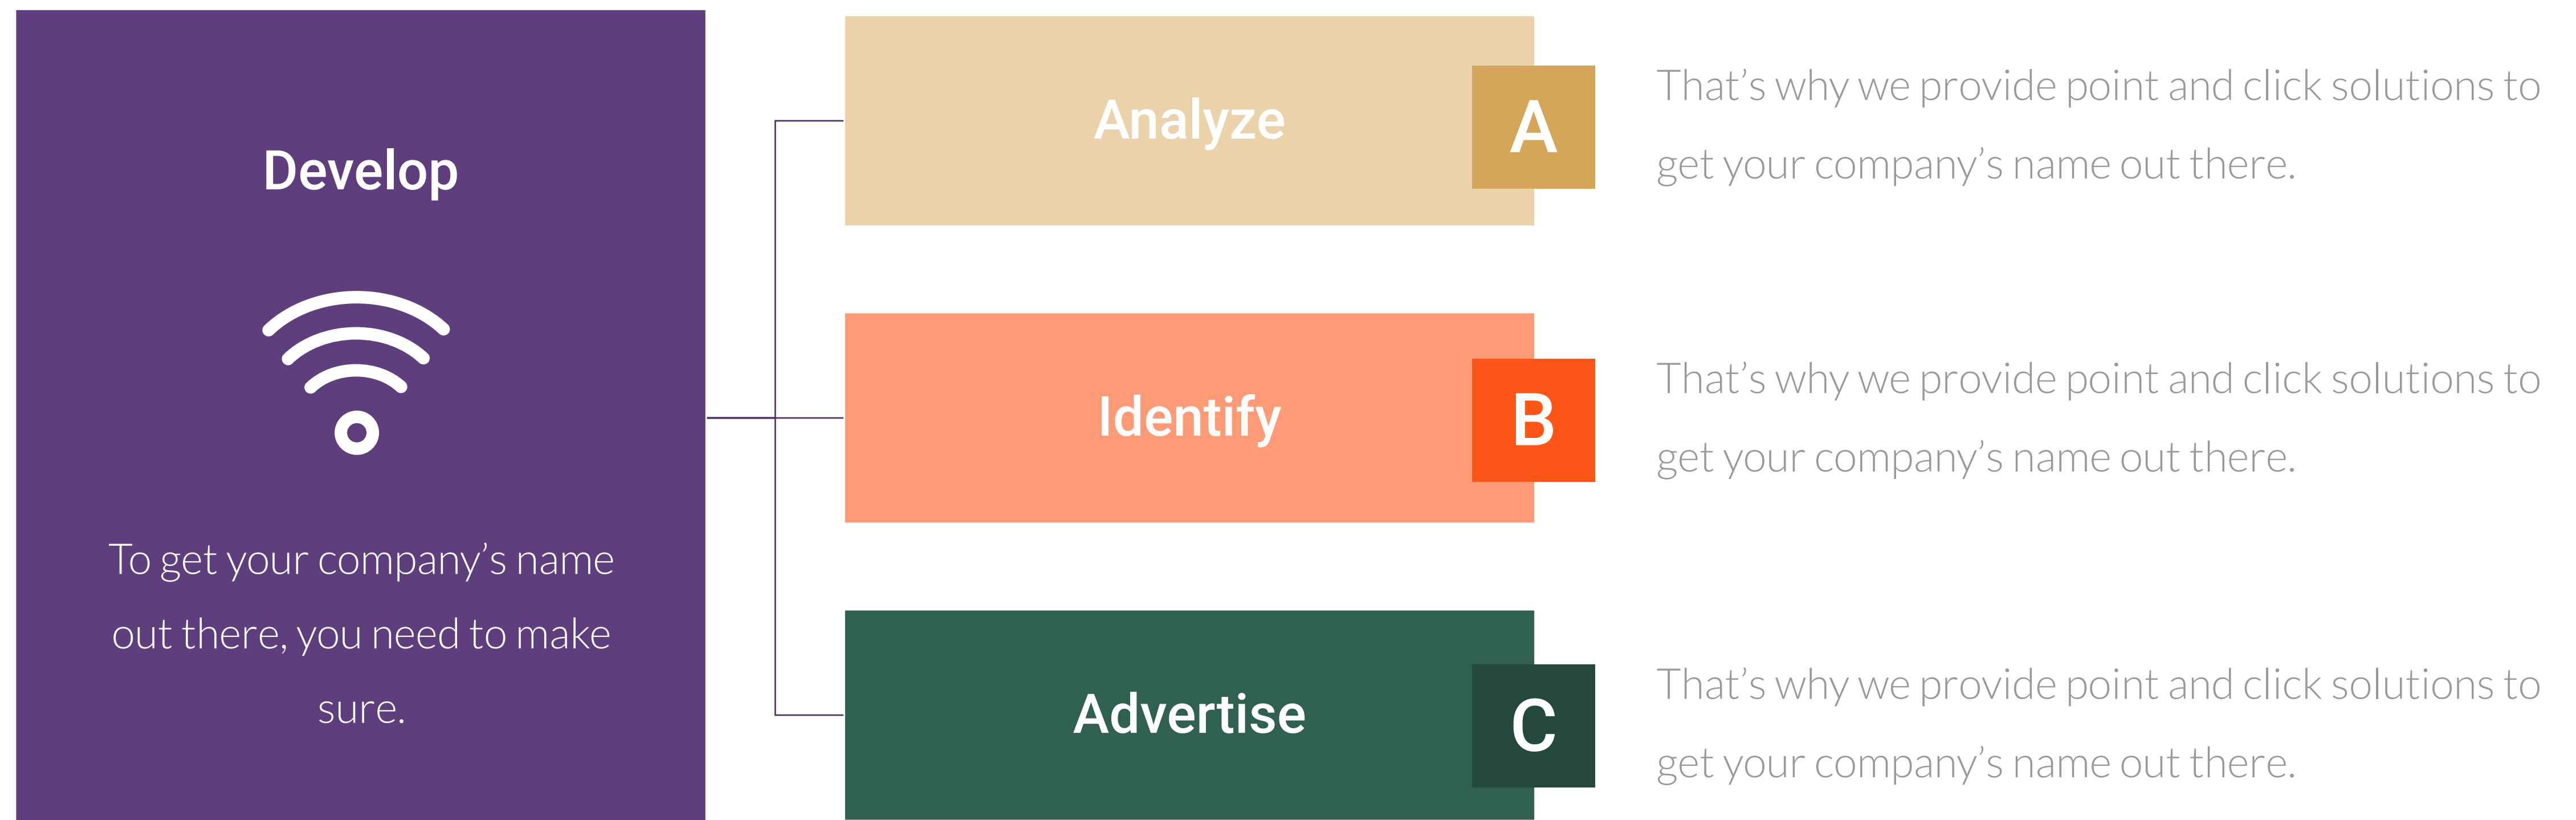 Develop
To get your company’s name
out there, you need to make
sure.
Analyze
A
That’s why we provide point and click solutions to
get your company’s name out there.
Identify
B
That’s why we provide point and click solutions to
get your company’s name out there.
Advertise
C
That’s why we provide point and click solutions to
get your company’s name out there.